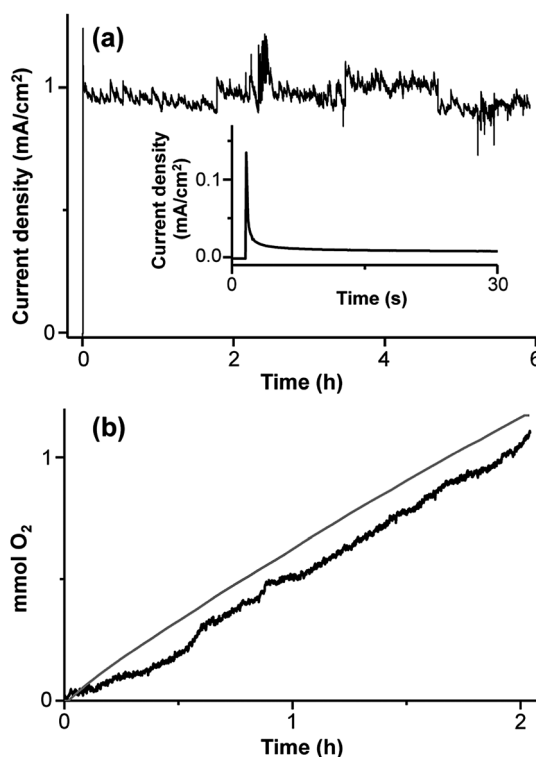 (a)
Current density (mA/cm²)
1
0
0
2
4
6
Time (h)
Current density
(mA/cm²)
0.1
0.0
0
30
Time (s)
(b)
mmol O₂
1
0
0
1
2
Time (h)